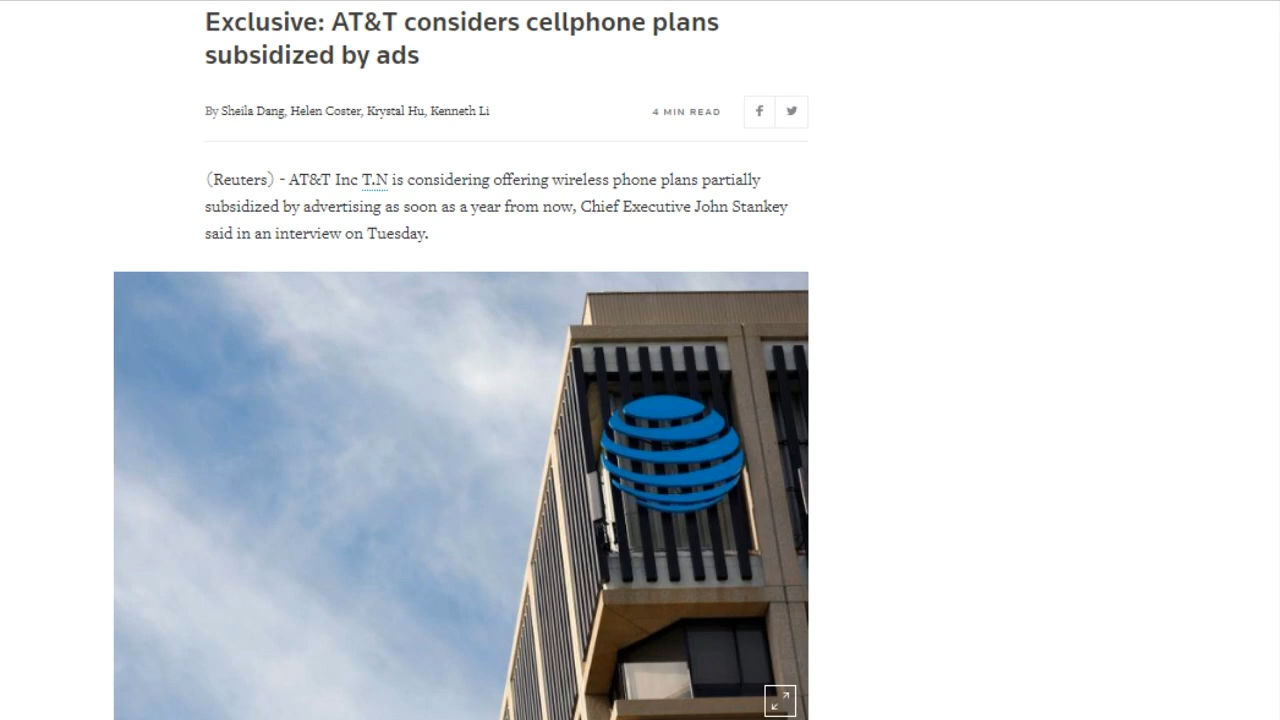 Exclusive: AT&T considers cellphone plans
subsidized by ads
By Sheila Dang, Helen Coster, Krystal Hu, Kenneth Li
4 MIN READ
(Reuters) - AT&T Inc T.N is considering offering wireless phone plans partially
subsidized by advertising as soon as a year from now, Chief Executive John Stankey
said in an interview on Tuesday.